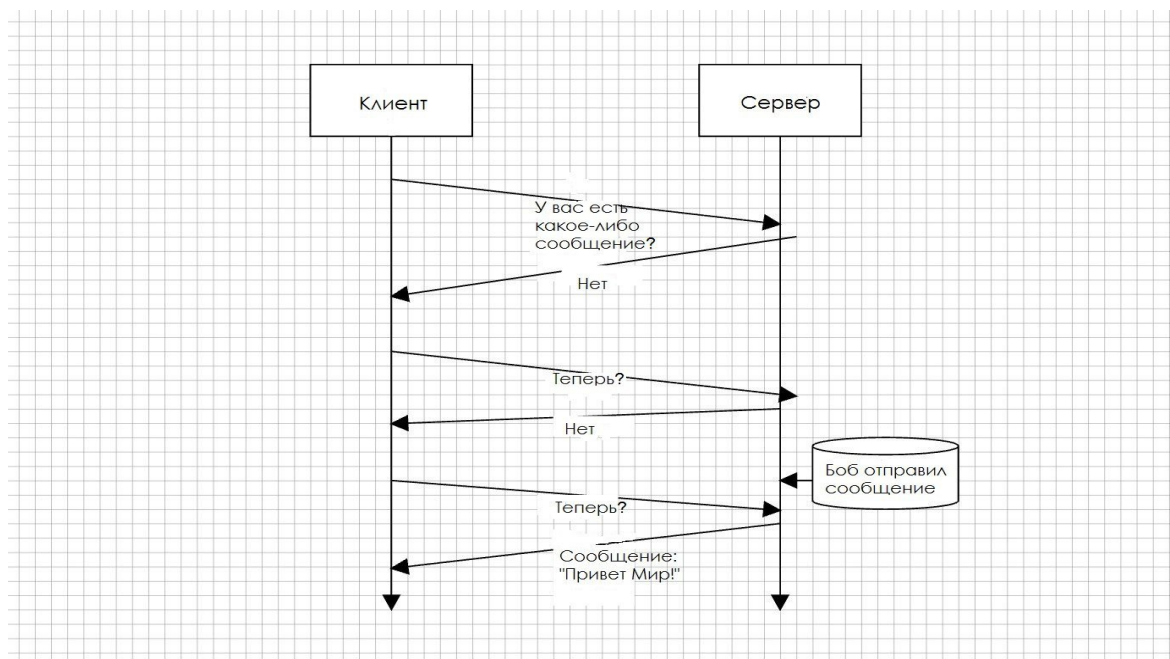 Клиент
Сервер
У вас есть
какое-либо
сообщение?
Нет
Теперь?
Нет
Боб отправил
сообщение
Теперь?
Сообщение:
"Привет Мир!"